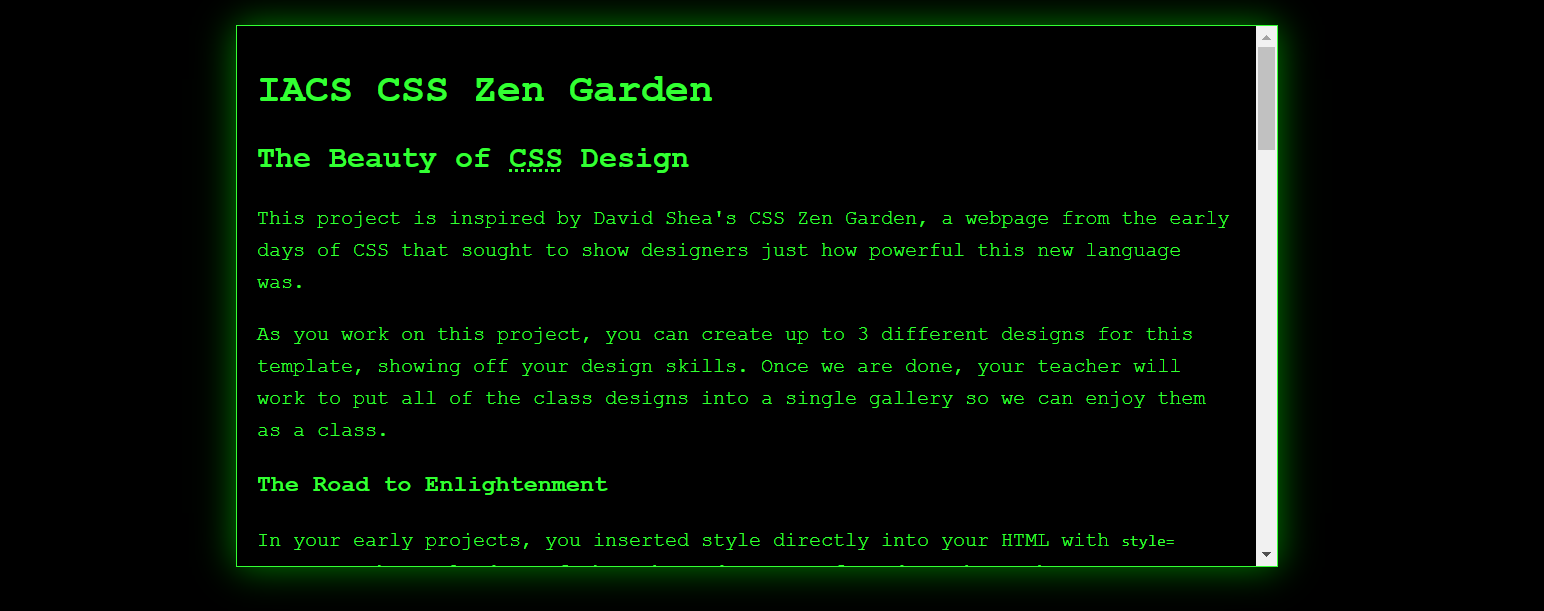 IACS CSS Zen Garden
The Beauty of CSS Design
This project is inspired by David Shea's CSS Zen Garden, a webpage from the early
days of CSS that sought to show designers just how powerful this new language
was.
As you work on this project, you can create up to 3 different designs for this
template, showing off your design skills. Once we are done, your teacher will
work to put all of the class designs into a single gallery so we can enjoy them
as a class.
The Road to Enlightenment
In your early projects, you inserted style directly into your HTML with style=